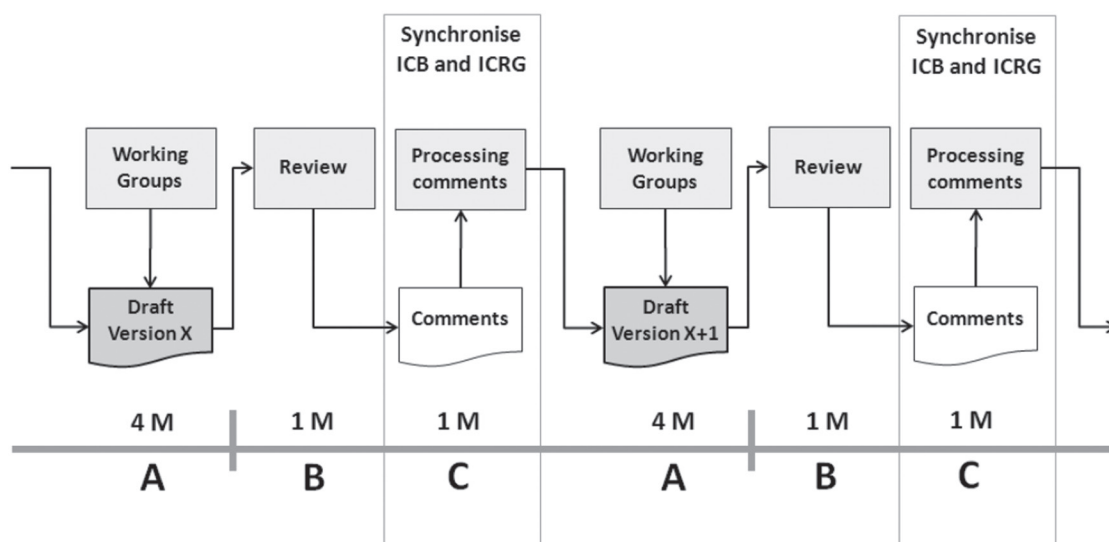 Synchronise
ICB and ICRG
Synchronise
ICB and ICRG
Working
Groups
Review
Processing
comments
Working
Groups
Review
Processing
comments
Draft
Version X
Comments
Draft
Version X+1
Comments
4 M
1 M
1 M
4 M
1 M
1 M
A
B
C
A
B
C